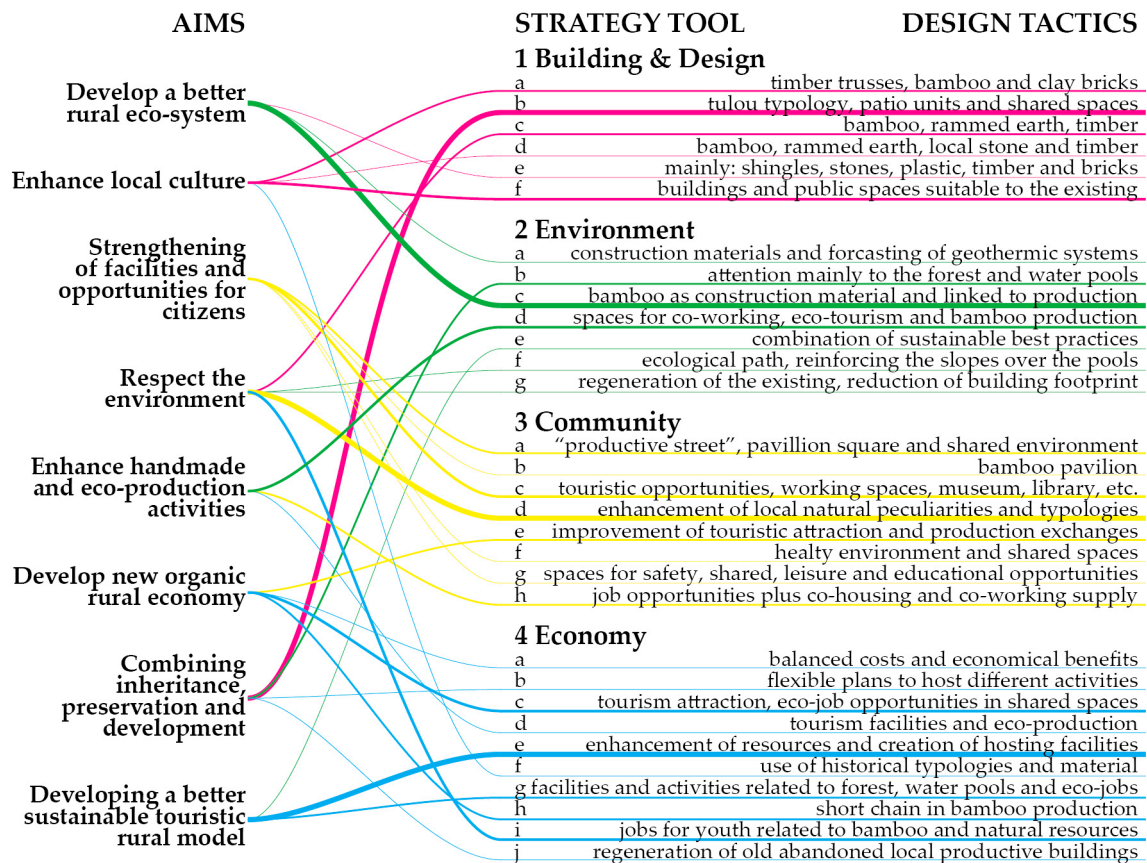 AIMS
Develop a better
rural eco-system
Enhance local culture
Strengthening
of facilities and
opportunities for
citizens
Respect the
environment
Enhance handmade
and eco-production
activities
Develop new organic
rural economy
Combining
inheritance,
preservation and
development
Developing a better
sustainable touristic
rural model
STRATEGY TOOL DESIGN TACTICS
1 Building & Design
a timber trusses, bamboo and clay bricks
b tulou typology, patio units and shared spaces
c bamboo, rammed earth, timber
d bamboo, rammed earth, local stone and timber
e mainly: shingles, stones, plastic, timber and bricks
f buildings and public spaces suitable to the existing
2 Environment
a construction materials and forcasting of geothermic systems
b attention mainly to the forest and water pools
c bamboo as construction material and linked to production
d spaces for co-working, eco-tourism and bamboo production
e combination of sustainable best practices
f ecological path, reinforcing the slopes over the pools
g regeneration of the existing, reduction of building footprint
3 Community
a “productive street”, pavillion square and shared environment
b bamboo pavilion
c touristic opportunities, working spaces, museum, library, etc.
d enhancement of local natural peculiarities and typologies
e improvement of touristic attraction and production exchanges
f healty environment and shared spaces
g spaces for safety, shared, leisure and educational opportunities
h job opportunities plus co-housing and co-working supply
4 Economy
a balanced costs and economical benefits
b flexible plans to host different activities
c tourism attraction, eco-job opportunities in shared spaces
d tourism facilities and eco-production
e enhancement of resources and creation of hosting facilities
f use of historical typologies and material
g facilities and activities related to forest, water pools and eco-jobs
h short chain in bamboo production
i jobs for youth related to bamboo and natural resources
j regeneration of old abandoned local productive buildings